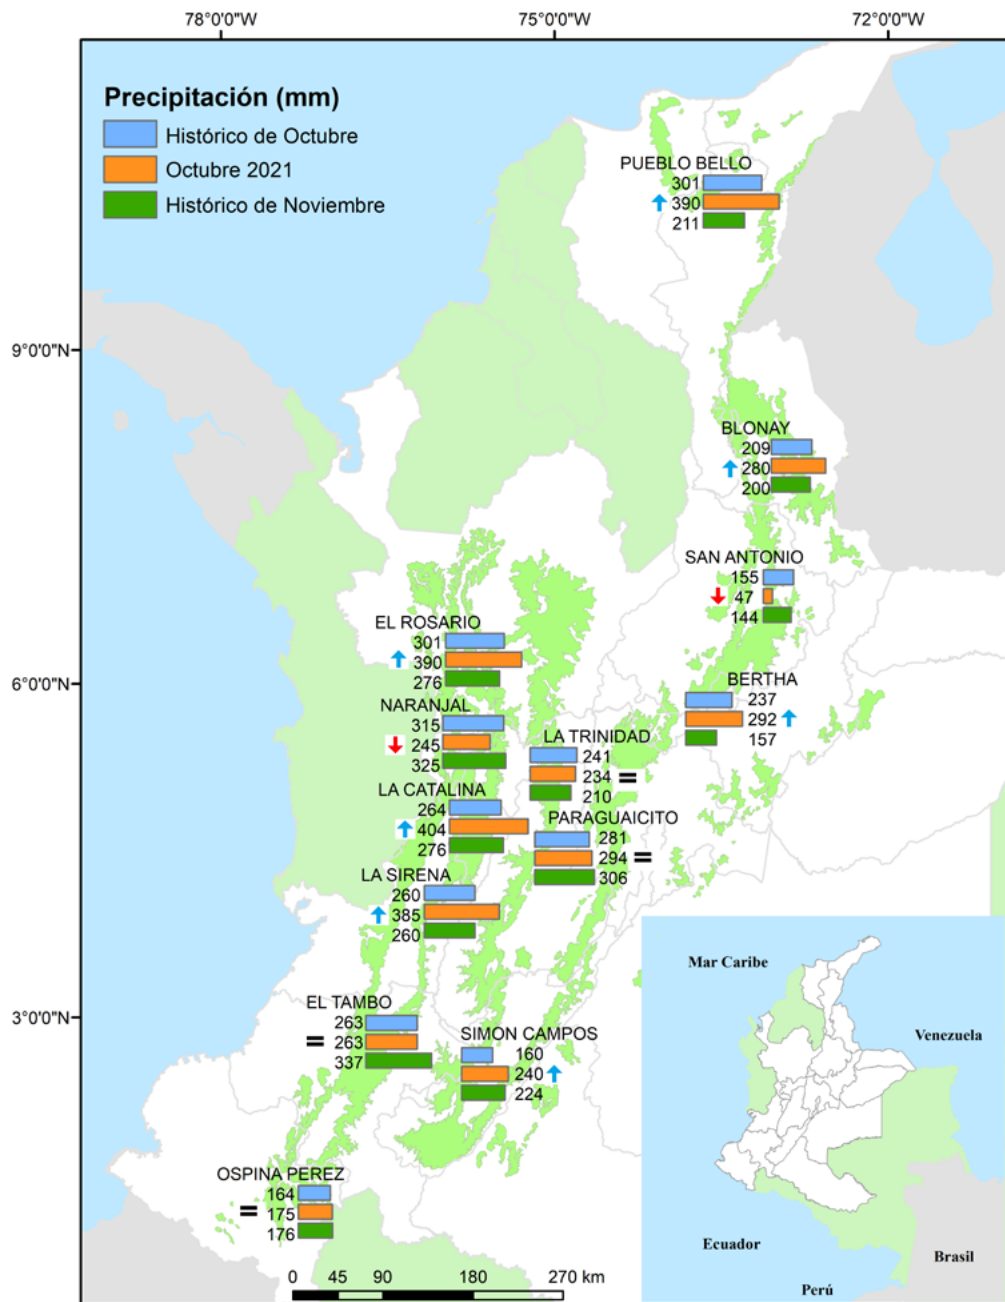 78°0'0"W
75°0'0"W
72°0'0"W
Precipitación (mm)
Histórico de Octubre
Octubre 2021
Histórico de Noviembre
PUEBLO BELLO
301
390
211
9°0'0"N
BLONAY
209
280
200
SAN ANTONIO
155
47
144
EL ROSARIO
301
390
276
6°0'0"N
BERTHA
237
292
157
NARANJAL
315
245
325
LA TRINIDAD
241
234 =
210
LA CATALINA
264
404
276
PARAGUAICITO
281
294 =
306
LA SIRENA
260
385
260
3°0'0"N
EL TAMBO
263
= 263
337
SIMON CAMPOS
160
240
224
OSPINA PEREZ
164
= 175
176
0 45 90 180 270 km
Mar Caribe
Venezuela
Ecuador
Brasil
Perú